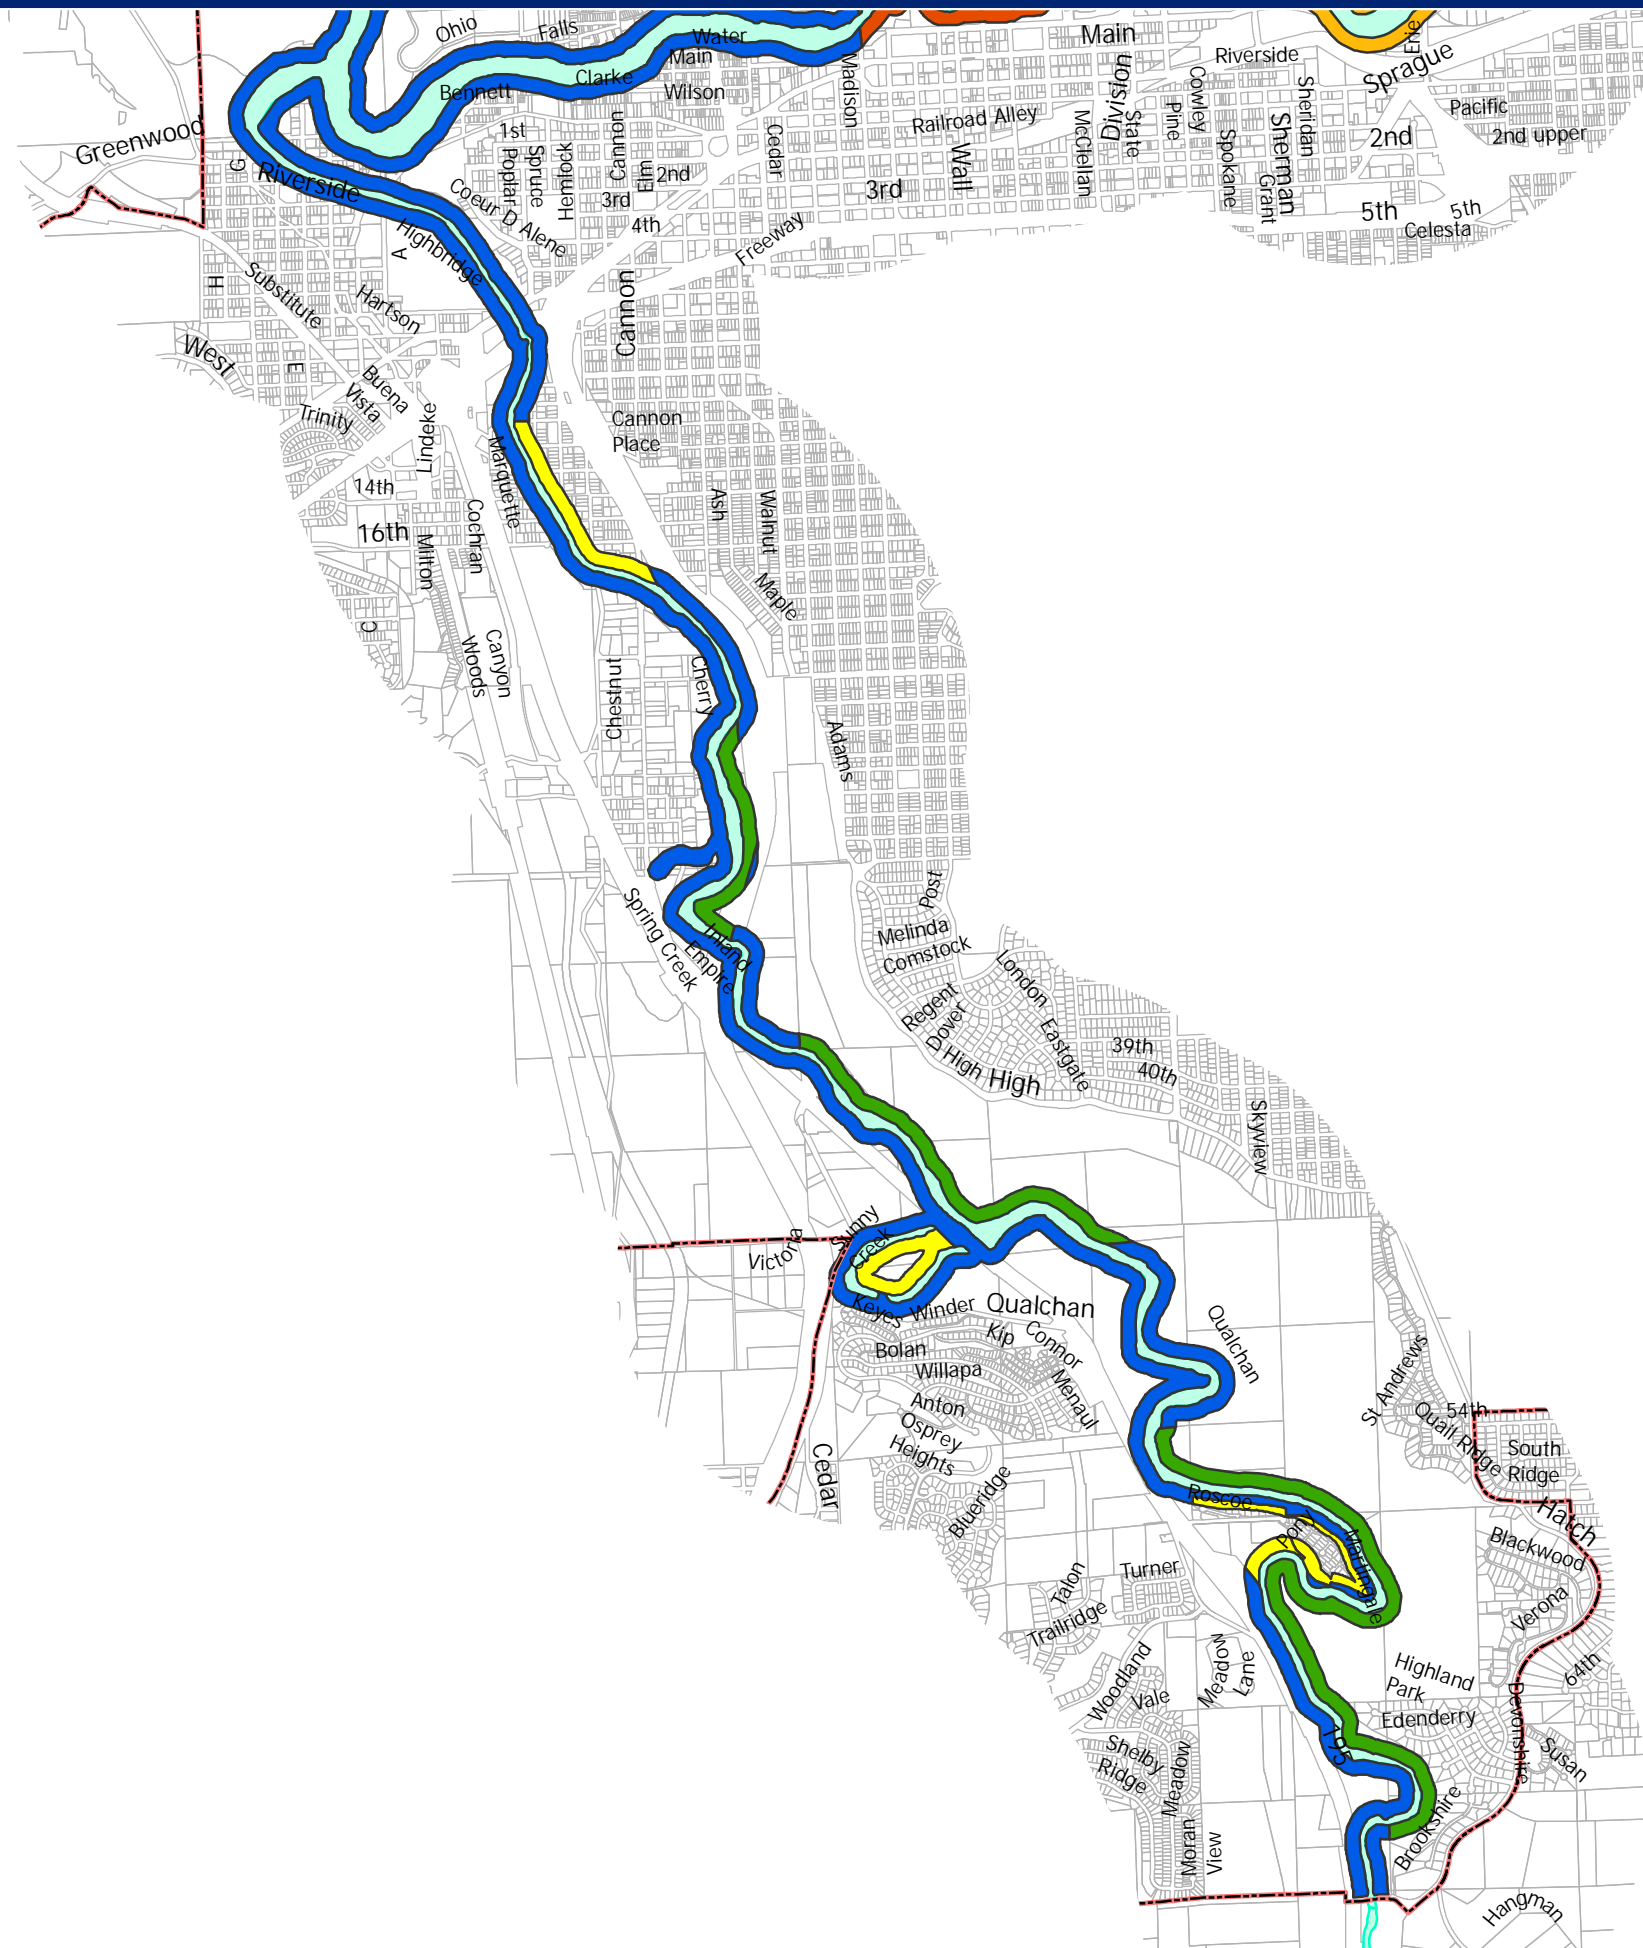 Ohio
Falls
Water
Main
Main
Erie
Riverside
Sprague
Clarke
Bennett
Wilson
Madison
Division
Cowley
Sheridan
Pacific
Greenwood
1st
Cannon
Cedar
Railroad Alley
McClellan
State
Pine
Spokane
Sherman
2nd
2nd upper
G
Riverside
Poplar
Spruce
Hemlock
Elm
2nd
Wall
3rd
Grant
Coeur D Alene
3rd
4th
5th
5th
Celesta
Highbridge
A
Freeway
H
Substitute
Hartson
Cannon
West
E
Buena
Vista
Trinity
Lindeke
Cannon
Place
Marquette
14th
16th
Cochran
Milton
Ash
Walnut
Maple
C
Canyon
Woods
Chestnut
Cherry
Adams
Post
Spring Creek
Inland
Empire
Melinda
Comstock
London
Regent
Dover
Eastgate
39th
40th
High
High
Skyview
Victoria
Sunny
Creek
Keyes
Winder
Qualchan
Kip
Connor
Qualchan
Bolan
Willapa
Menaul
Anton
Osprey
Heights
St Andrews
54th
Quail Ridge
South
Ridge
Cedar
Blueridge
Roscoe
Hatch
Pony
Martingale
Blackwood
Talon
Turner
Verona
Trailridge
Meadow
Lane
Woodland
Vale
Highland
Park
64th
Edenderry
Devonshire
195
Shelby
Ridge
Meadow
Susan
Brookshire
Moran
View
Hangman